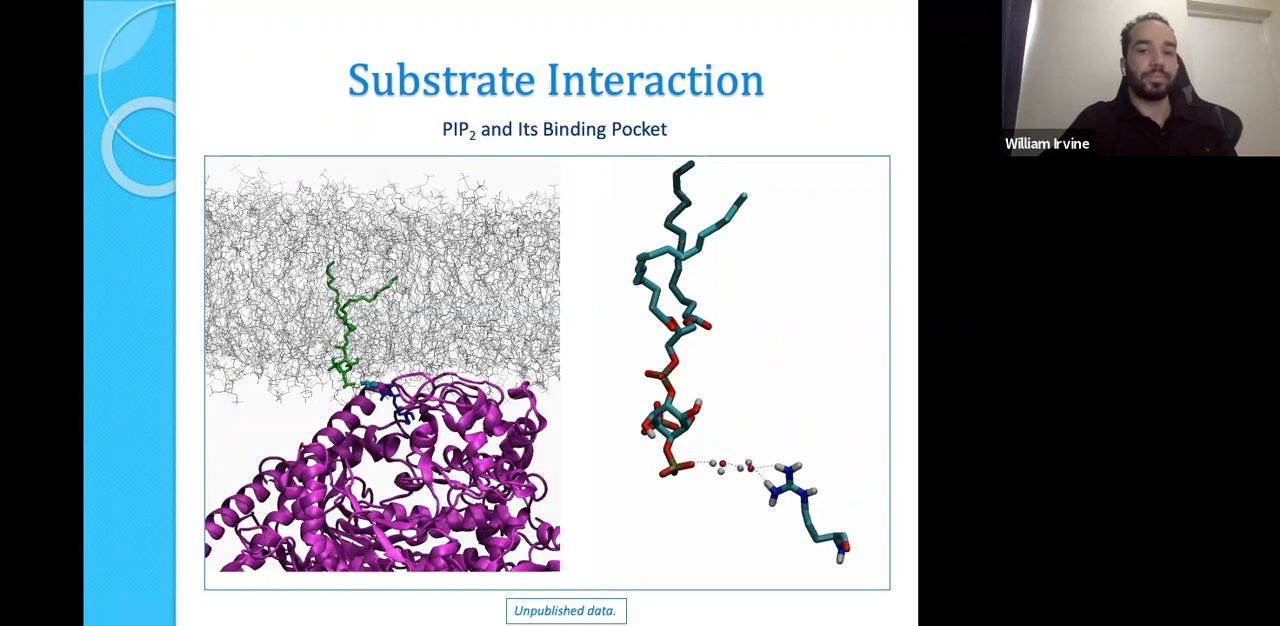 Substrate Interaction
PIP₂ and Its Binding Pocket
William Irvine
Unpublished data.